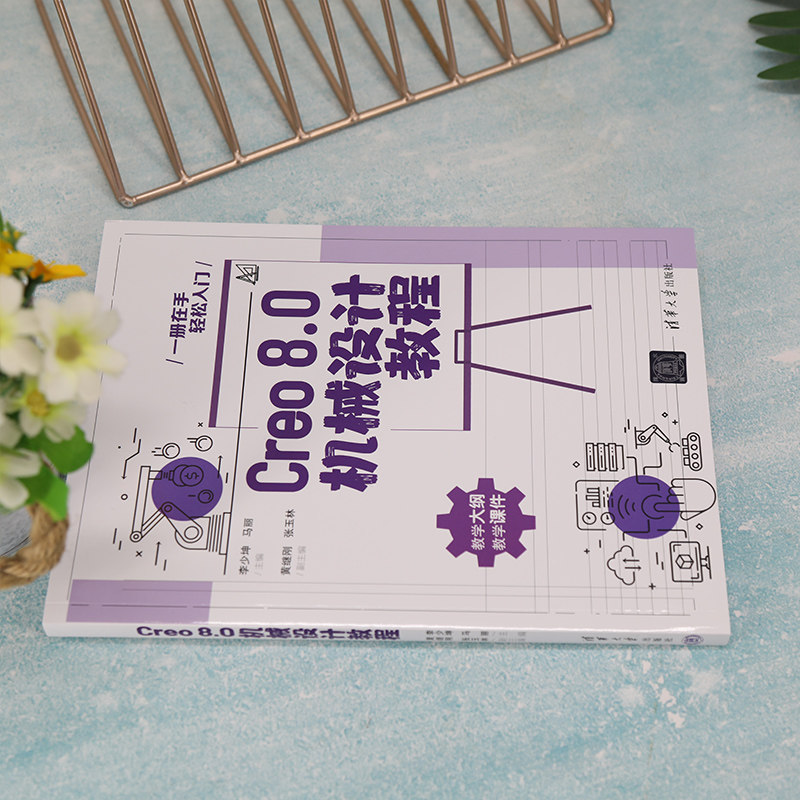 / 一册在手
轻松入门 /
Creo 8.0
机械设计
教程
李少坤 马丽
/主编
黄继刚 张玉林
/副主编
教学大纲
教学课件
清华大学出版社
Creo 8.0 机械设计教程